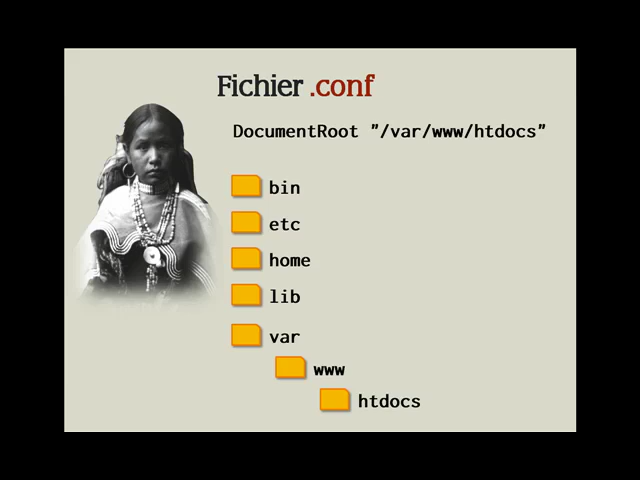 Fichier .conf
DocumentRoot "/var/www/htdocs"
bin
etc
home
lib
var
www
htdocs